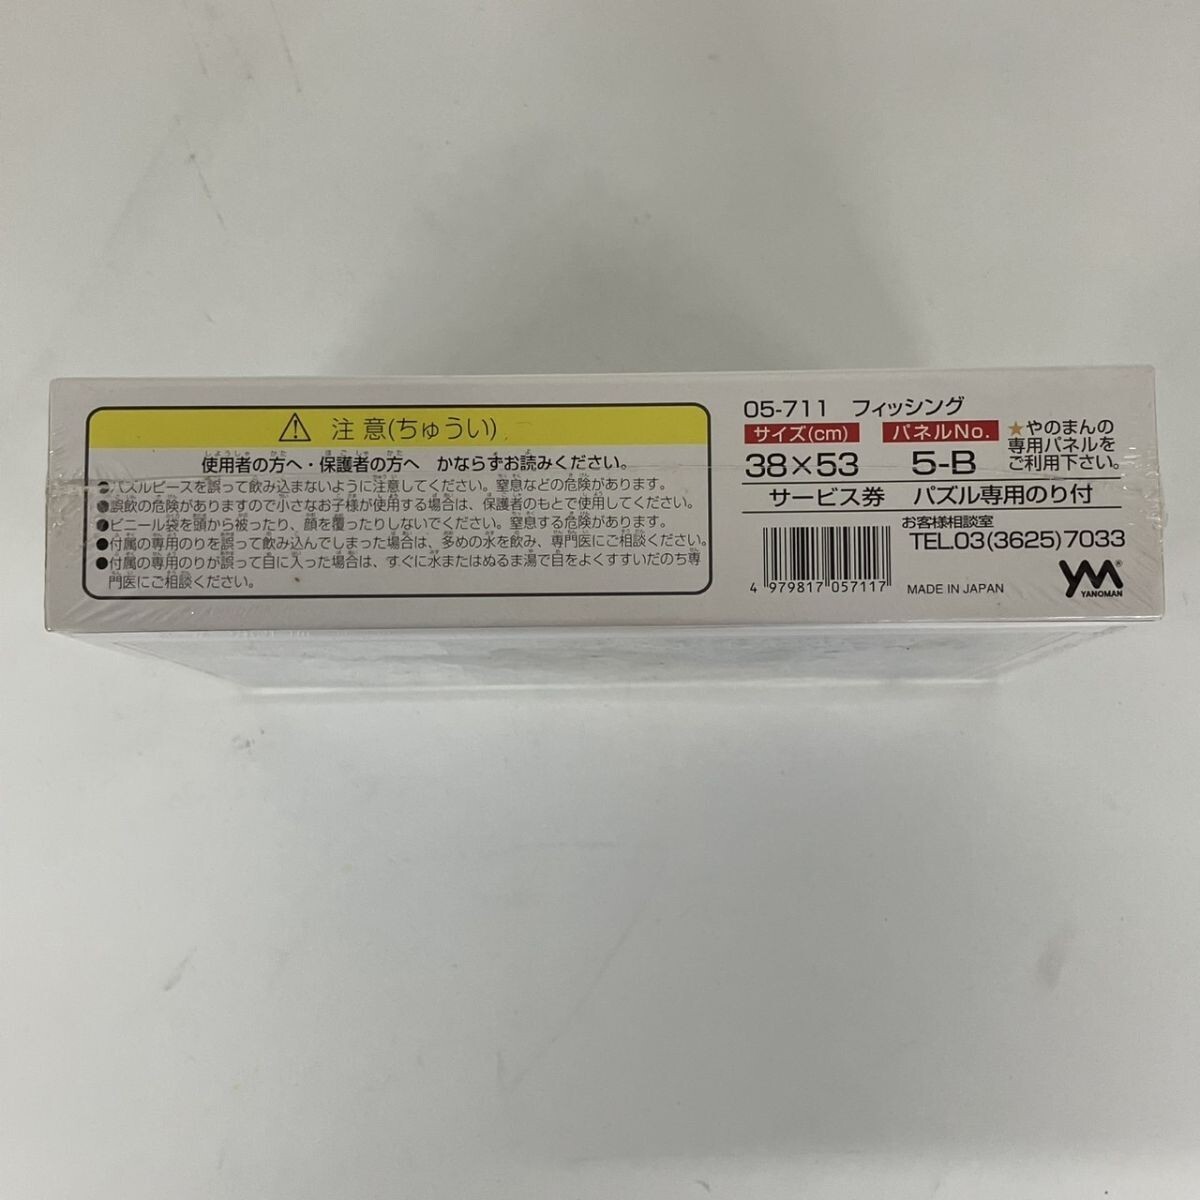 ⚠ 注意(ちゅうい)
使用者の方へ・保護者の方へ かならずお読みください。
●パズルピースを誤って飲み込まないように注意してください。窒息などの危険があります。
●誤飲の危険がありますので小さなお子様が使用する場合は、保護者のもとで使用してください。
●ビニール袋を頭から被ったり、顔を覆ったりしないでください。窒息する危険があります。
●付属の専用のりを誤って飲み込んでしまった場合は、多めの水を飲み、専門医にご相談ください。
●付属の専用のりが誤って目に入った場合は、すぐに水またはぬるま湯で目をよくすすいだのち専
門医にご相談ください。
05-711 フィッシング
サイズ(cm) パネルNo.
38×53 5-B
★やのまんの
専用パネルを
ご利用下さい。
サービス券 パズル専用のり付
お客様相談室
TEL.03(3625)7033
4 979817 057117
MADE IN JAPAN
YM®
YANOMAN